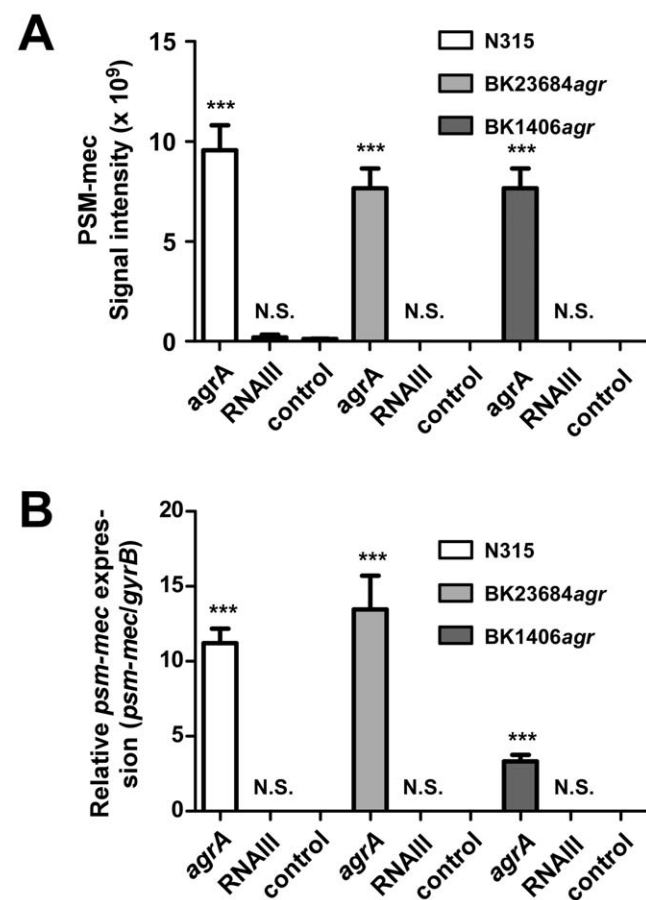 A
PSM-mec
Signal intensity (x 10⁹)
15
10
5
0
N315
BK23684agr
BK1406agr
***
***
***
N.S.
N.S.
N.S.
agrA
RNAIII
control
agrA
RNAIII
control
agrA
RNAIII
control
B
Relative psm-mec expres-
sion (psm-mec/gyrB)
20
15
10
5
0
N315
BK23684agr
BK1406agr
***
***
***
N.S.
N.S.
N.S.
agrA
RNAIII
control
agrA
RNAIII
control
agrA
RNAIII
control